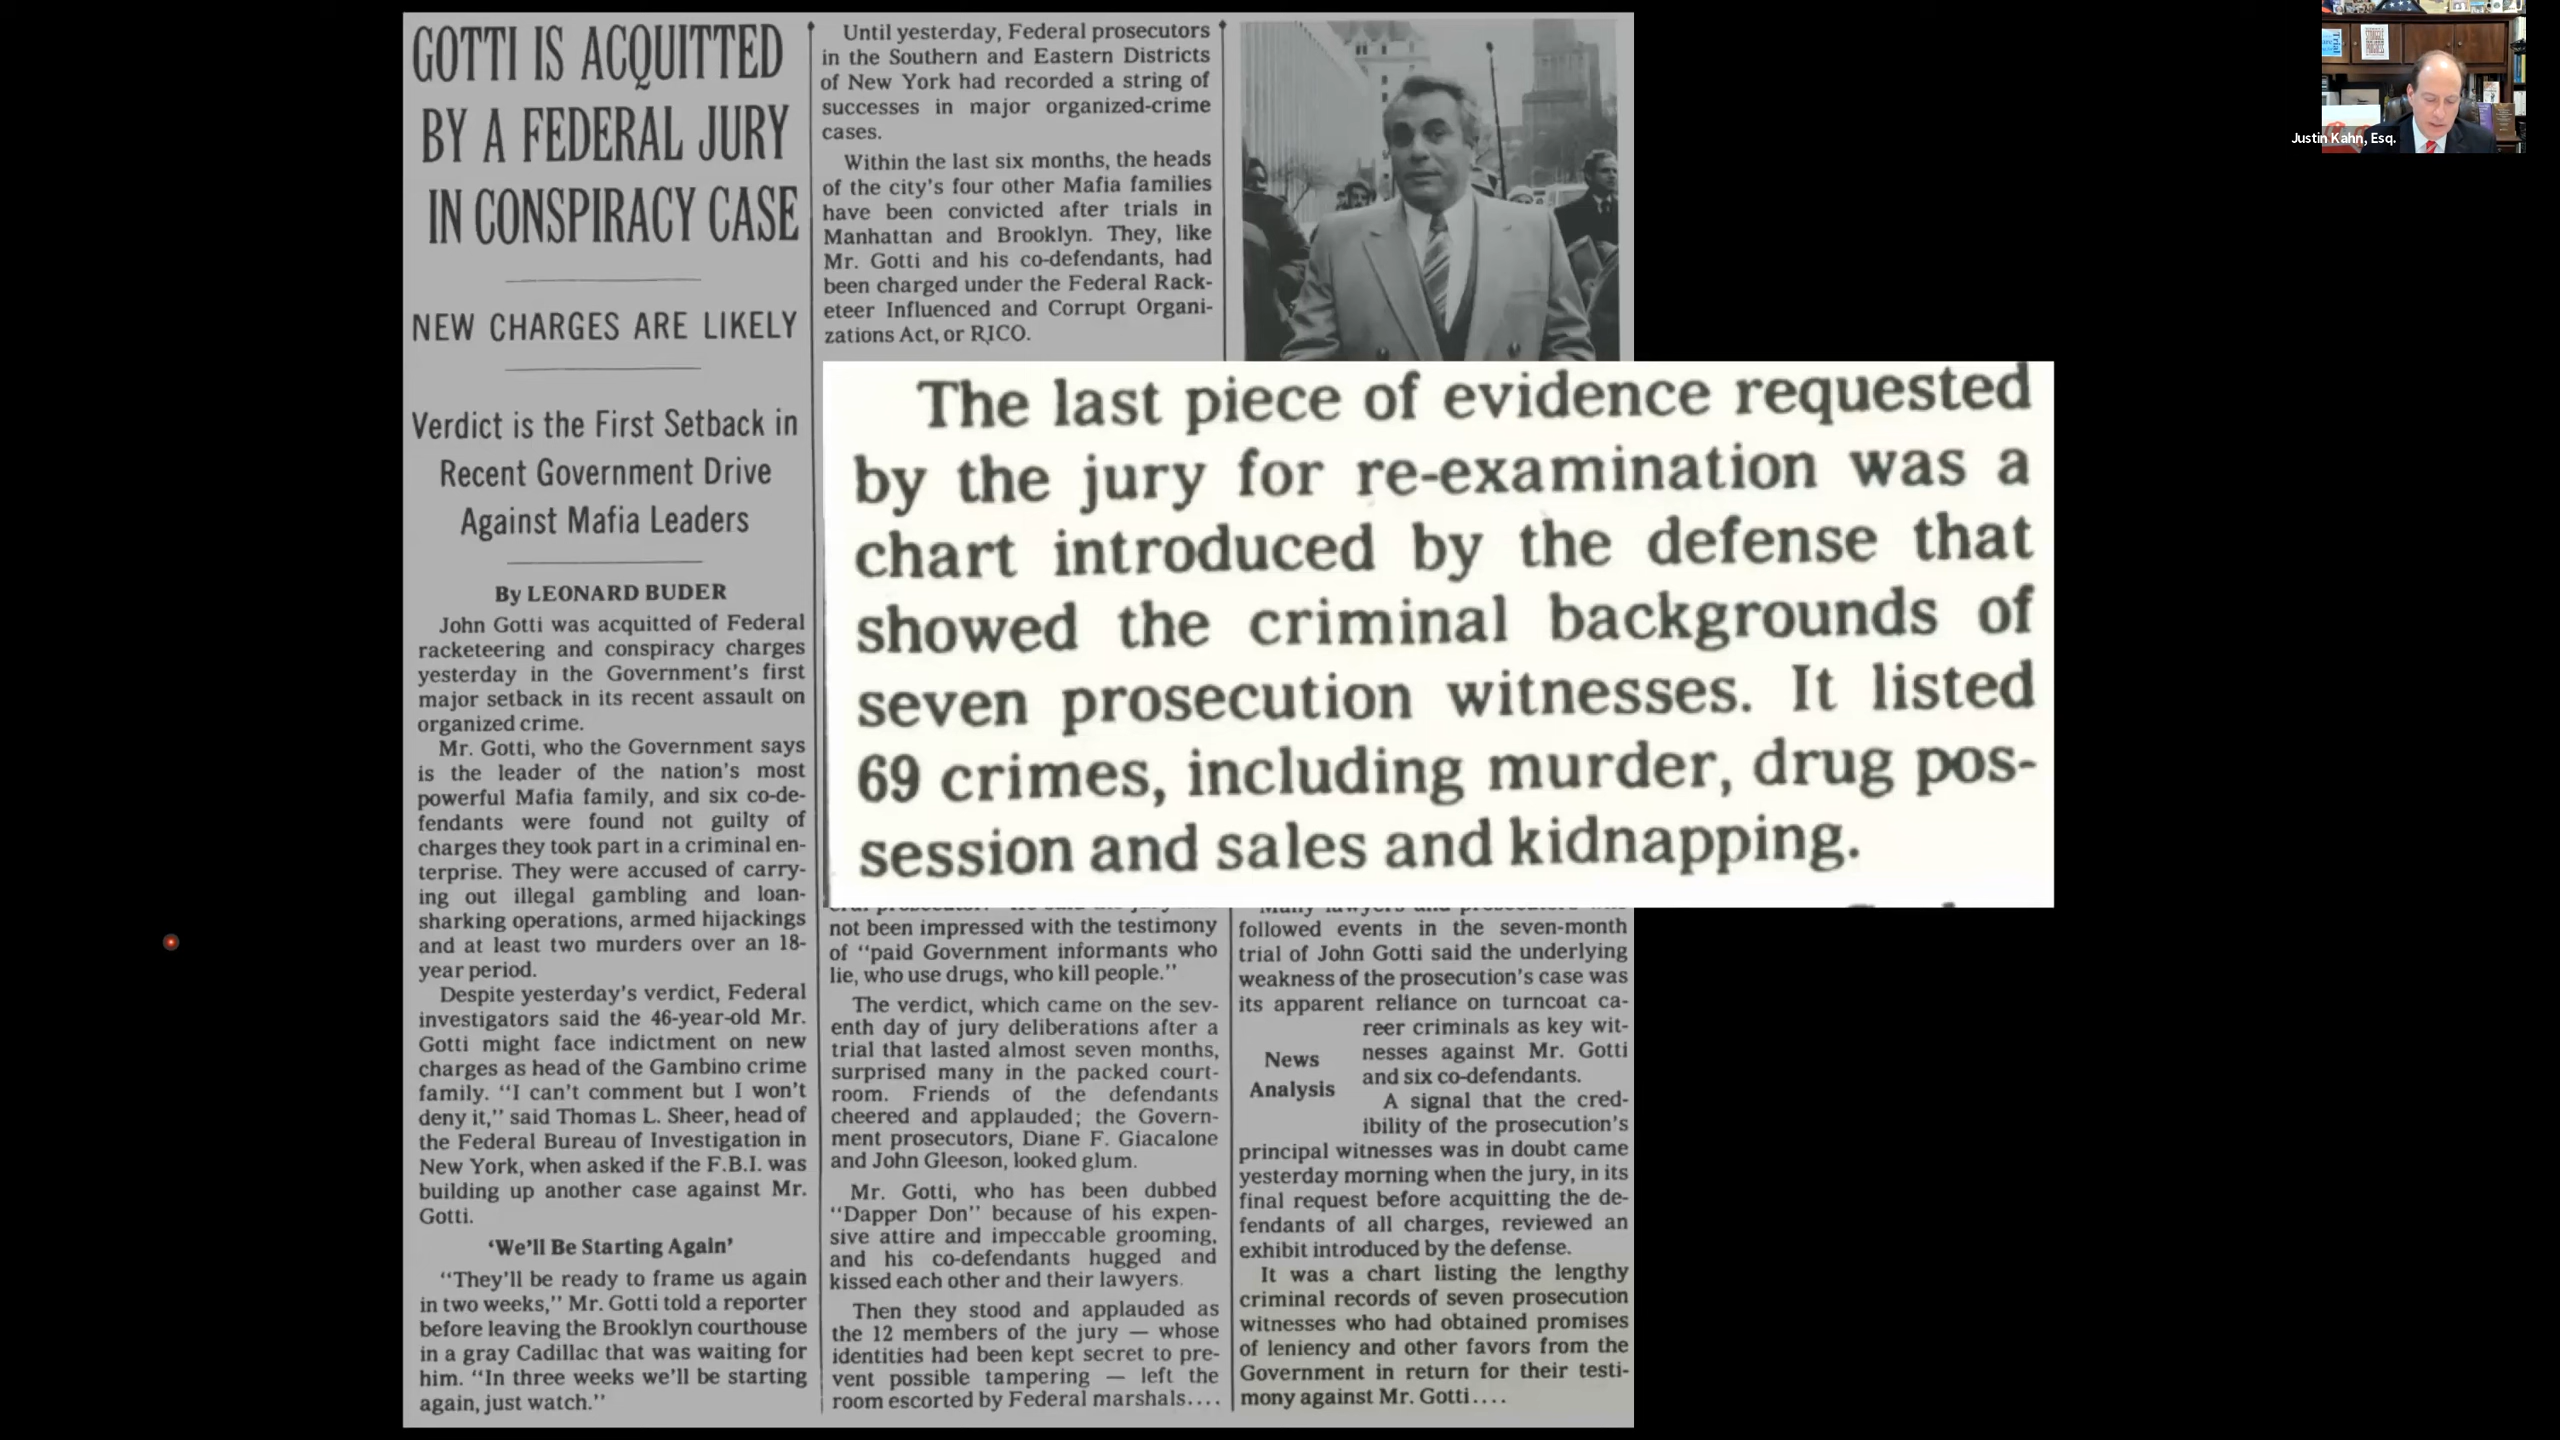 GOTTI IS ACQUITTED
BY A FEDERAL JURY
IN CONSPIRACY CASE
NEW CHARGES ARE LIKELY
Verdict is the First Setback in
Recent Government Drive
Against Mafia Leaders
By LEONARD BUDER
John Gotti was acquitted of Federal
racketeering and conspiracy charges
yesterday in the Government's first
major setback in its recent assault on
organized crime.
Mr. Gotti, who the Government says
is the leader of the nation's most
powerful Mafia family, and six co-de-
fendants were found not guilty of
charges they took part in a criminal en-
terprise. They were accused of carry-
ing out illegal gambling and loan-
sharking operations, armed hijackings
and at least two murders over an 18-
year period.
Despite yesterday's verdict, Federal
investigators said the 46-year-old Mr.
Gotti might face indictment on new
charges as head of the Gambino crime
family. ''I can't comment but I won't
deny it,'' said Thomas L. Sheer, head of
the Federal Bureau of Investigation in
New York, when asked if the F.B.I. was
building up another case against Mr.
Gotti.
'We'll Be Starting Again'
''They'll be ready to frame us again
in two weeks,'' Mr. Gotti told a reporter
before leaving the Brooklyn courthouse
in a gray Cadillac that was waiting for
him. ''In three weeks we'll be starting
again, just watch.''
Until yesterday, Federal prosecutors
in the Southern and Eastern Districts
of New York had recorded a string of
successes in major organized-crime
cases.
Within the last six months, the heads
of the city's four other Mafia families
have been convicted after trials in
Manhattan and Brooklyn. They, like
Mr. Gotti and his co-defendants, had
been charged under the Federal Rack-
eteer Influenced and Corrupt Organi-
zations Act, or RICO.
The last piece of evidence requested
by the jury for re-examination was a
chart introduced by the defense that
showed the criminal backgrounds of
seven prosecution witnesses. It listed
69 crimes, including murder, drug pos-
session and sales and kidnapping.
not been impressed with the testimony
of ''paid Government informants who
lie, who use drugs, who kill people.''
The verdict, which came on the sev-
enth day of jury deliberations after a
trial that lasted almost seven months,
surprised many in the packed court-
room. Friends of the defendants
cheered and applauded; the Govern-
ment prosecutors, Diane F. Giacalone
and John Gleeson, looked glum.
Mr. Gotti, who has been dubbed
''Dapper Don'' because of his expen-
sive attire and impeccable grooming,
and his co-defendants hugged and
kissed each other and their lawyers.
Then they stood and applauded as
the 12 members of the jury — whose
identities had been kept secret to pre-
vent possible tampering — left the
room escorted by Federal marshals....
followed events in the seven-month
trial of John Gotti said the underlying
weakness of the prosecution's case was
its apparent reliance on turncoat ca-
reer criminals as key wit-
nesses against Mr. Gotti
and six co-defendants.
News
Analysis
A signal that the cred-
ibility of the prosecution's
principal witnesses was in doubt came
yesterday morning when the jury, in its
final request before acquitting the de-
fendants of all charges, reviewed an
exhibit introduced by the defense.
It was a chart listing the lengthy
criminal records of seven prosecution
witnesses who had obtained promises
of leniency and other favors from the
Government in return for their testi-
mony against Mr. Gotti....
Justin Kahn, Esq.